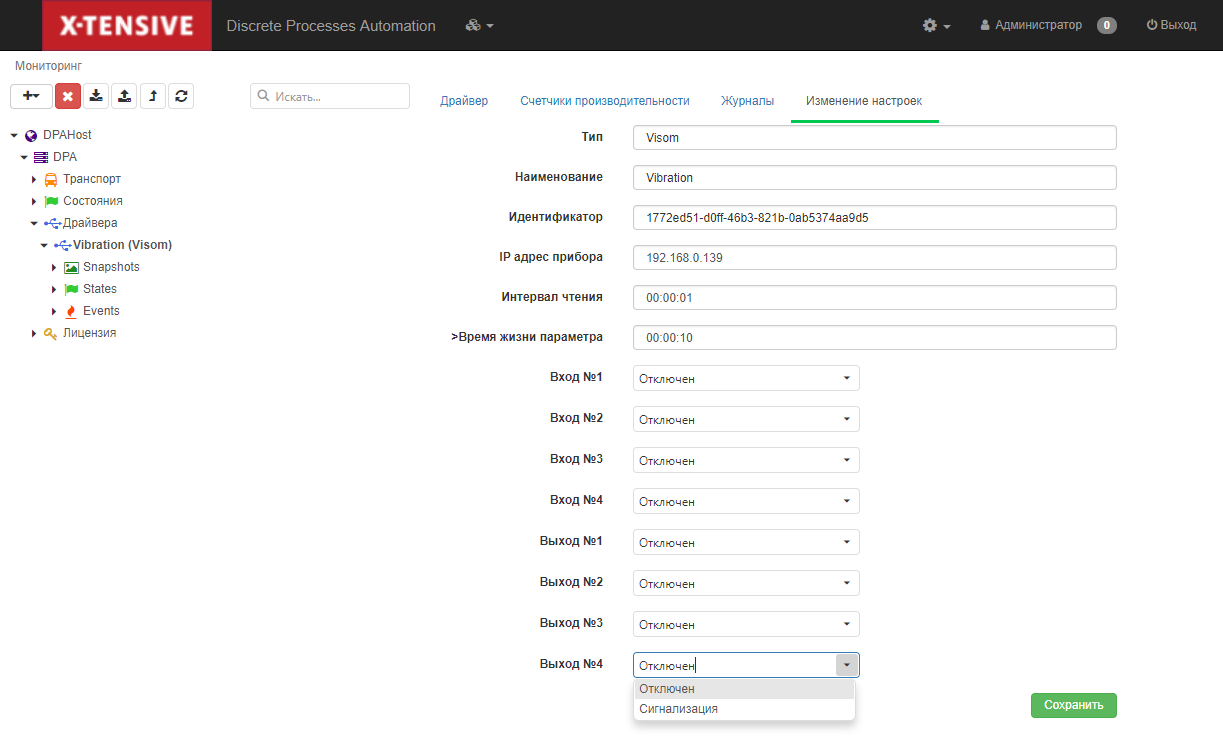 X-TENSIVE Discrete Processes Automation Администратор 0 Выход
Мониторинг
Искать...
Драйвер Счетчики производительности Журналы Изменение настроек
DPAHost
DPA
Транспорт
Состояния
Драйвера
Vibration (Visom)
Snapshots
States
Events
Лицензия
Тип Visom
Наименование Vibration
Идентификатор 1772ed51-d0ff-46b3-821b-0ab5374aa9d5
IP адрес прибора 192.168.0.139
Интервал чтения 00:00:01
>Время жизни параметра 00:00:10
Вход №1 Отключен
Вход №2 Отключен
Вход №3 Отключен
Вход №4 Отключен
Выход №1 Отключен
Выход №2 Отключен
Выход №3 Отключен
Выход №4 Отключен
Отключен
Сигнализация
Сохранить